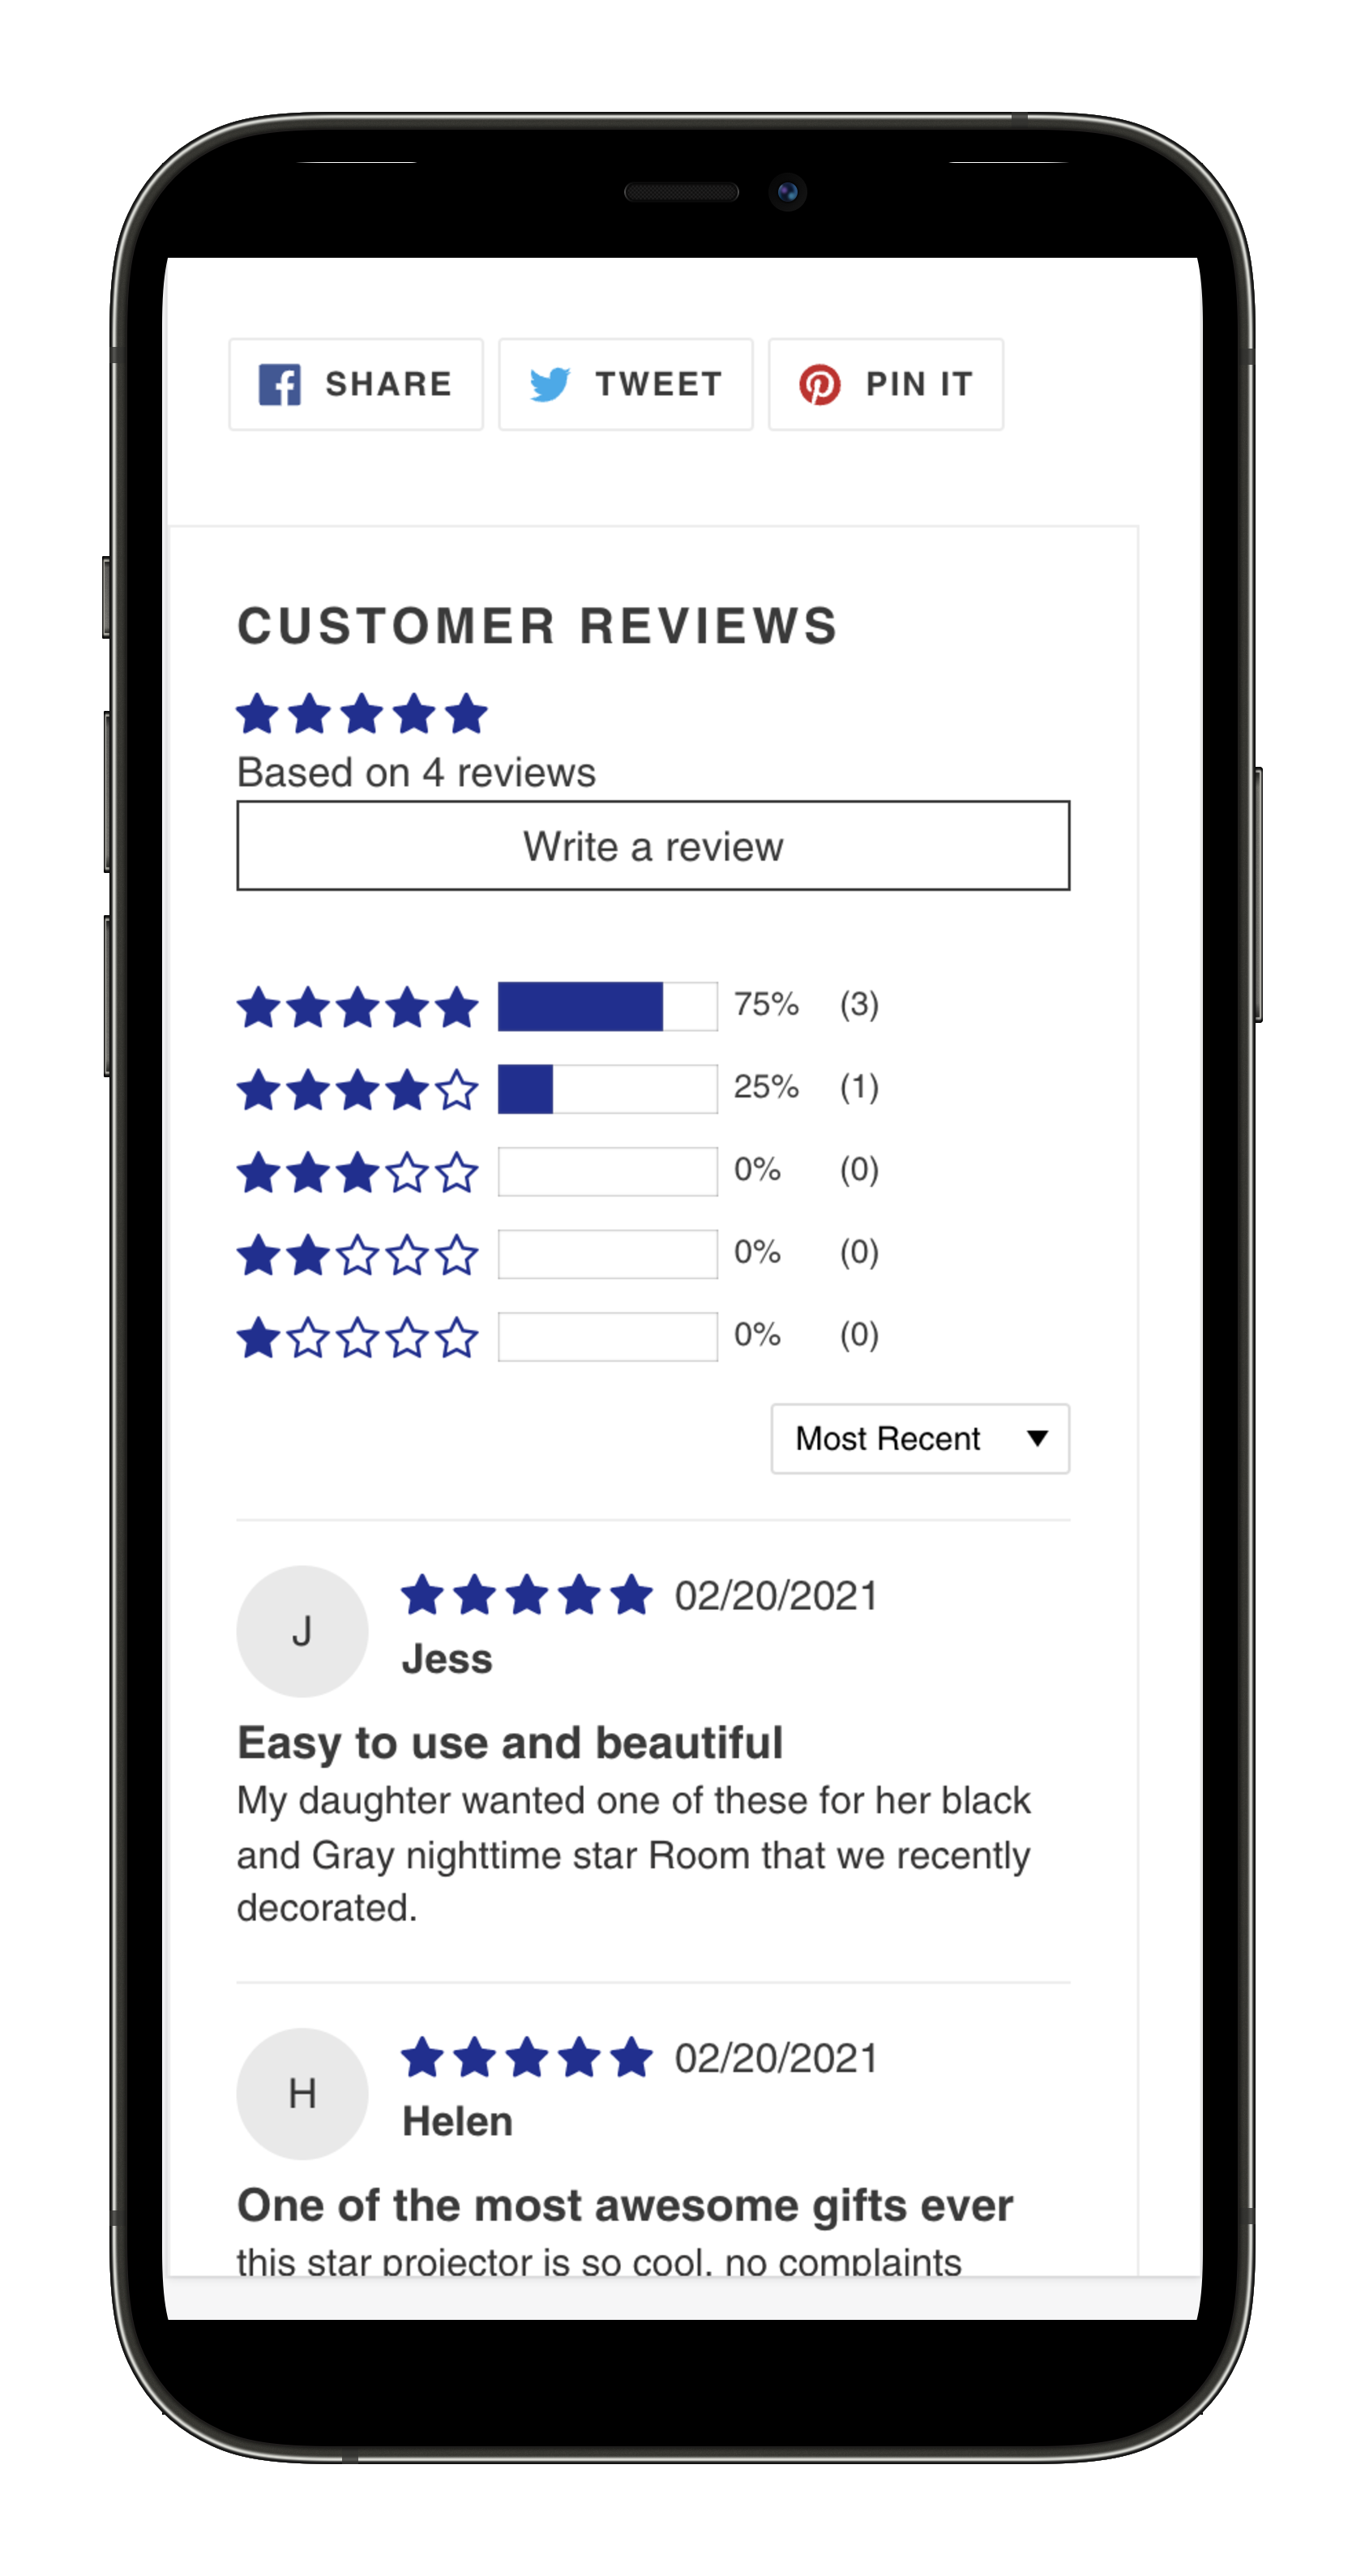 SHARE TWEET PIN IT
CUSTOMER REVIEWS
Based on 4 reviews
Write a review
75% (3)
25% (1)
0% (0)
0% (0)
0% (0)
Most Recent
J
02/20/2021
Jess
Easy to use and beautiful
My daughter wanted one of these for her black
and Gray nighttime star Room that we recently
decorated.
H
02/20/2021
Helen
One of the most awesome gifts ever
this star projector is so cool, no complaints